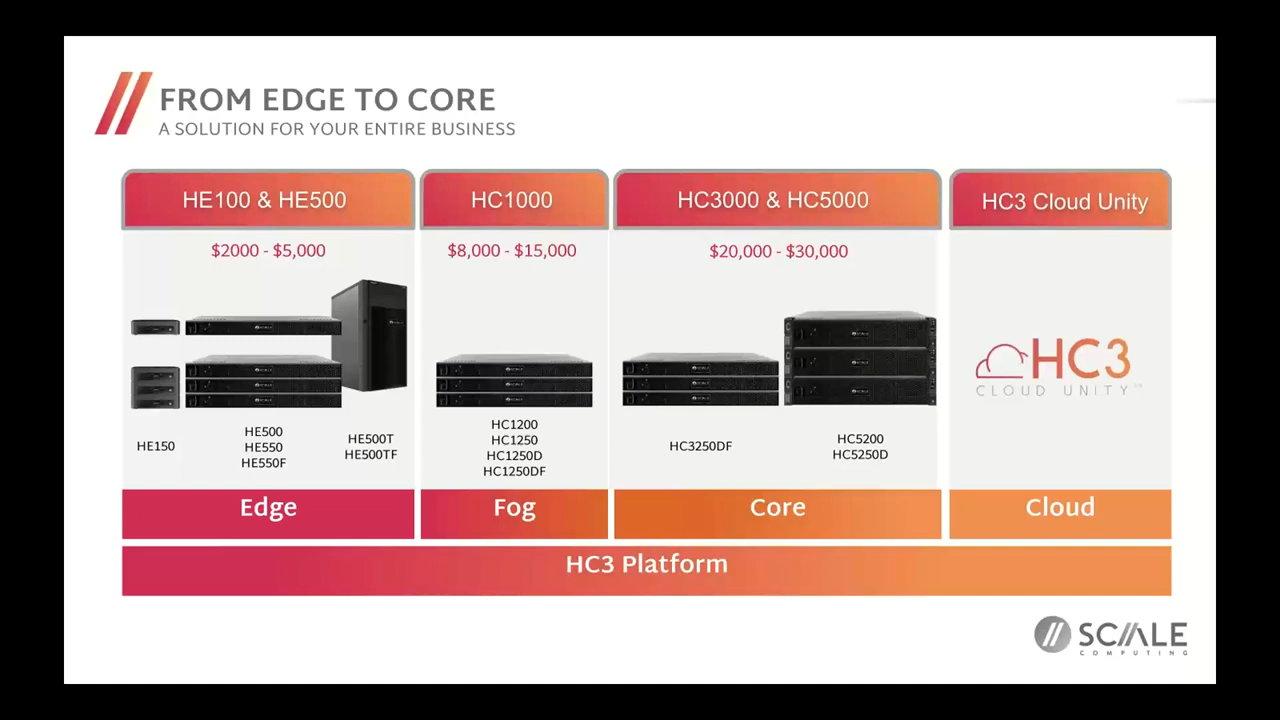 FROM EDGE TO CORE
A SOLUTION FOR YOUR ENTIRE BUSINESS
HE100 & HE500
$2000 - $5,000
HE150
HE500
HE550
HE550F
HE500T
HE500TF
Edge
HC1000
$8,000 - $15,000
HC1200
HC1250
HC1250D
HC1250DF
Fog
HC3000 & HC5000
$20,000 - $30,000
HC3250DF
HC5200
HC5250D
Core
HC3 Cloud Unity
HC3
CLOUD UNITY
Cloud
HC3 Platform
SCALE
COMPUTING